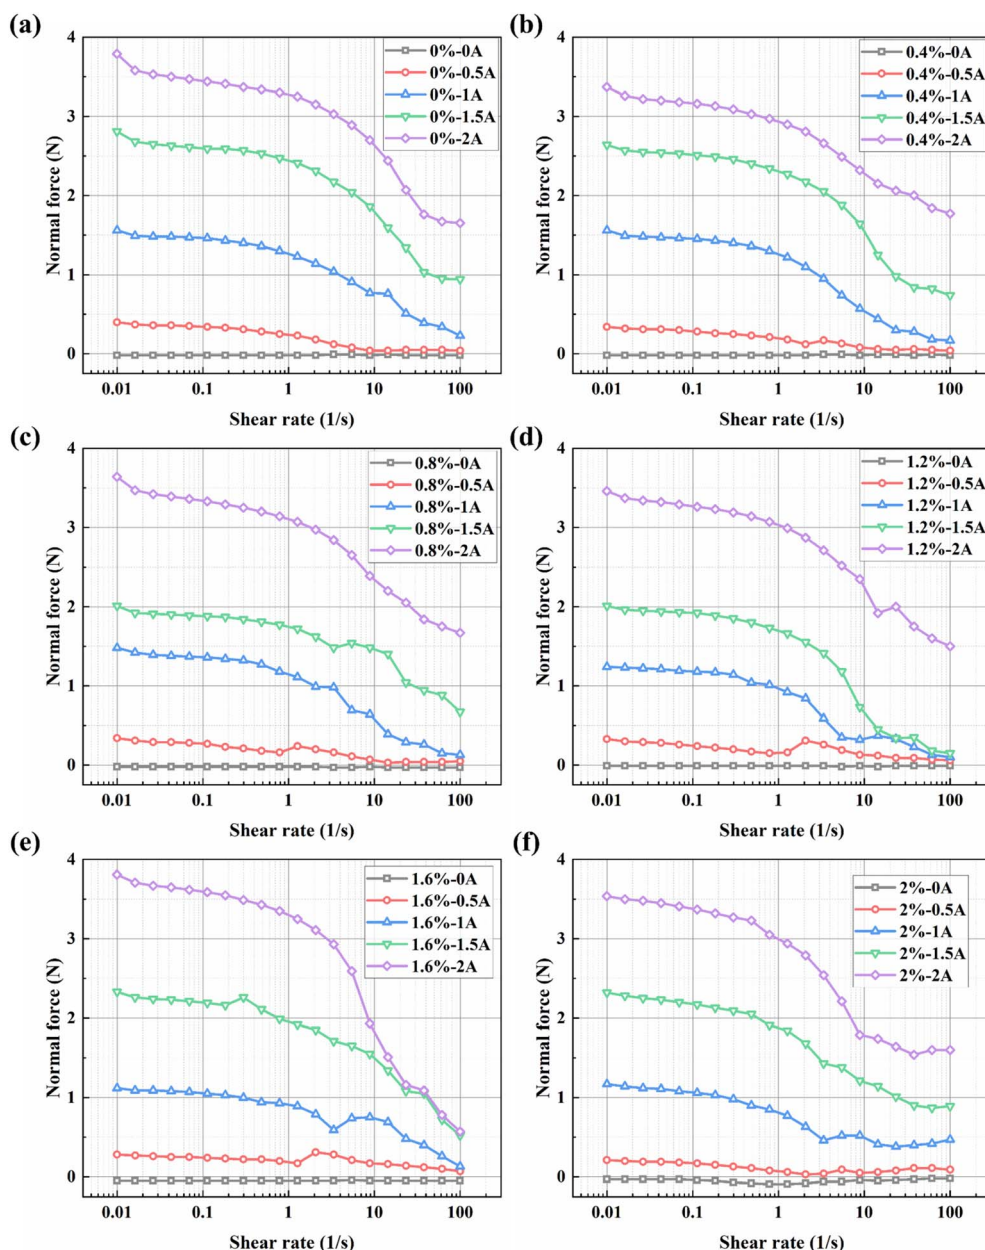 (a)
4
3
2
1
0
Normal force (N)
0%-0A
0%-0.5A
0%-1A
0%-1.5A
0%-2A
0.01
0.1
1
10
100
Shear rate (1/s)
(b)
4
3
2
1
0
Normal force (N)
0.4%-0A
0.4%-0.5A
0.4%-1A
0.4%-1.5A
0.4%-2A
0.01
0.1
1
10
100
Shear rate (1/s)
(c)
4
3
2
1
0
Normal force (N)
0.8%-0A
0.8%-0.5A
0.8%-1A
0.8%-1.5A
0.8%-2A
0.01
0.1
1
10
100
Shear rate (1/s)
(d)
4
3
2
1
0
Normal force (N)
1.2%-0A
1.2%-0.5A
1.2%-1A
1.2%-1.5A
1.2%-2A
0.01
0.1
1
10
100
Shear rate (1/s)
(e)
4
3
2
1
0
Normal force (N)
1.6%-0A
1.6%-0.5A
1.6%-1A
1.6%-1.5A
1.6%-2A
0.01
0.1
1
10
100
Shear rate (1/s)
(f)
4
3
2
1
0
Normal force (N)
2%-0A
2%-0.5A
2%-1A
2%-1.5A
2%-2A
0.01
0.1
1
10
100
Shear rate (1/s)